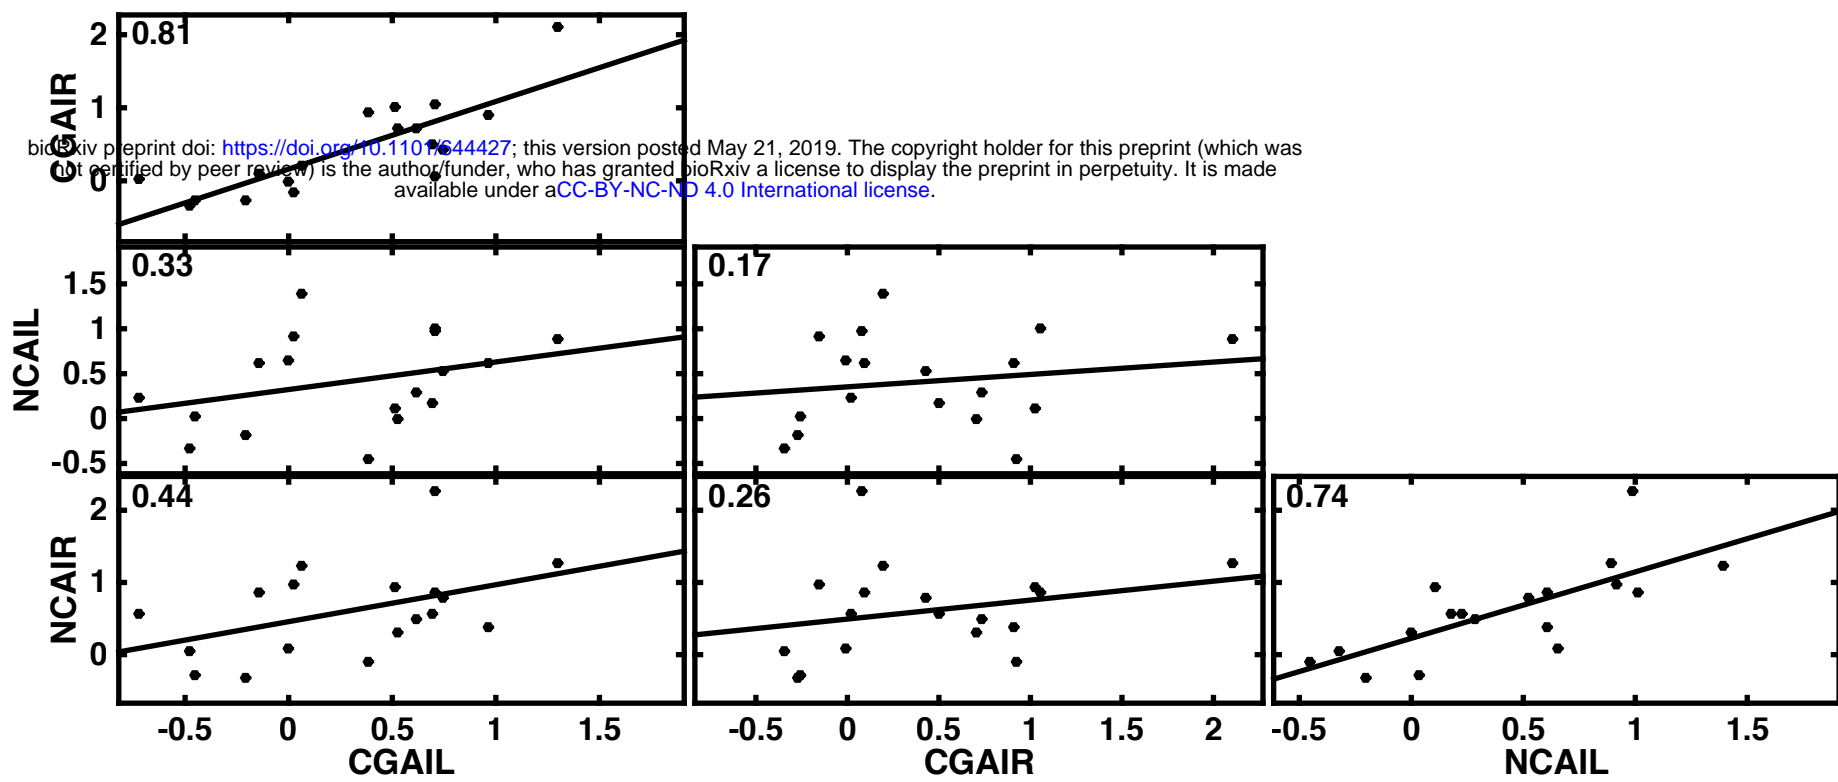 2
0.81
1
0
CGAIR
bioRxiv preprint doi: https://doi.org/10.1101/644427; this version posted May 21, 2019. The copyright holder for this preprint (which was
not certified by peer review) is the author/funder, who has granted bioRxiv a license to display the preprint in perpetuity. It is made
available under aCC-BY-NC-ND 4.0 International license.
0.33
0.17
1.5
1
0.5
0
-0.5
NCAIL
0.44
0.26
0.74
2
1
0
NCAIR
-0.5 0 0.5 1 1.5
-0.5 0 0.5 1 1.5 2
-0.5 0 0.5 1 1.5
CGAIL
CGAIR
NCAIL